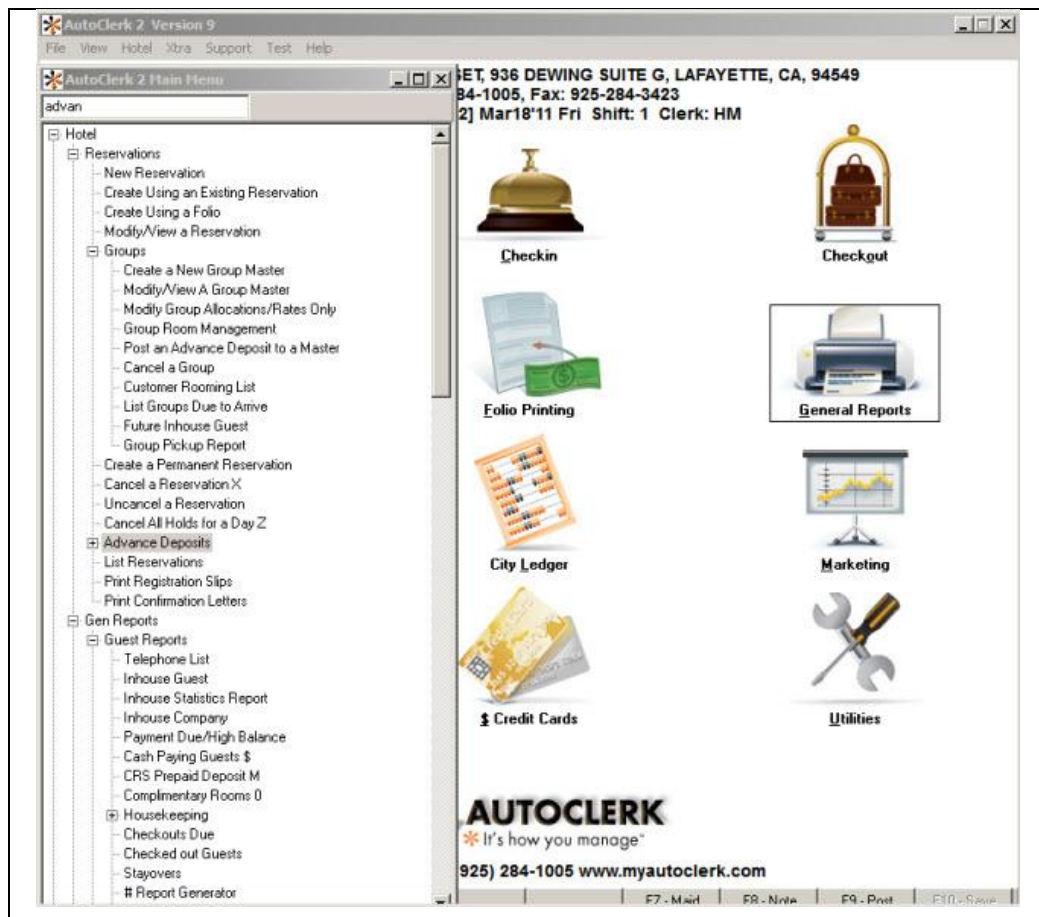 AutoClerk 2 Version 9
File View Hotel Xtra Support Test Help
AutoClerk 2 Main Menu
advan
Hotel
Reservations
New Reservation
Create Using an Existing Reservation
Create Using a Folio
Modify/View a Reservation
Groups
Create a New Group Master
Modify/View A Group Master
Modify Group Allocations/Rates Only
Group Room Management
Post an Advance Deposit to a Master
Cancel a Group
Customer Rooming List
List Groups Due to Arrive
Future Inhouse Guest
Group Pickup Report
Create a Permanent Reservation
Cancel a Reservation X
Uncancel a Reservation
Cancel All Holds for a Day Z
Advance Deposits
List Reservations
Print Registration Slips
Print Confirmation Letters
Gen Reports
Guest Reports
Telephone List
Inhouse Guest
Inhouse Statistics Report
Inhouse Company
Payment Due/High Balance
Cash Paying Guests $
CRS Prepaid Deposit M
Complimentary Rooms 0
Housekeeping
Checkouts Due
Checked out Guests
Stayovers
# Report Generator
936 DEWING SUITE G, LAFAYETTE, CA, 94549
84-1005, Fax: 925-284-3423
2] Mar18'11 Fri Shift: 1 Clerk: HM
Checkin
Checkout
Folio Printing
General Reports
City Ledger
Marketing
$ Credit Cards
Utilities
AUTOCLERK
It's how you manage
925) 284-1005 www.myautoclerk.com
F7 - Maid F8 - Note F9 - Post F10 - Save